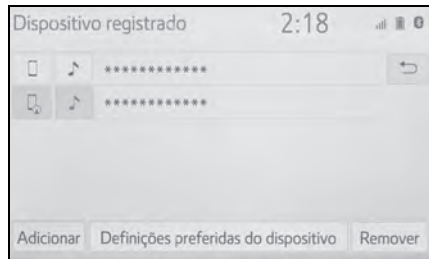 Dispositivo registrado 2:18
************
************
Adicionar Definições preferidas do dispositivo Remover